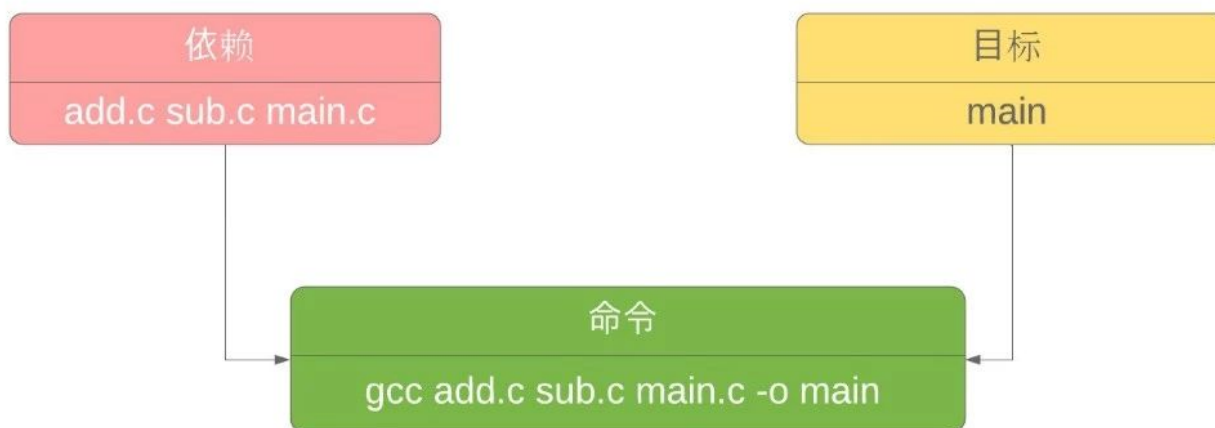 依赖
add.c sub.c main.c
目标
main
命令
gcc add.c sub.c main.c -o main